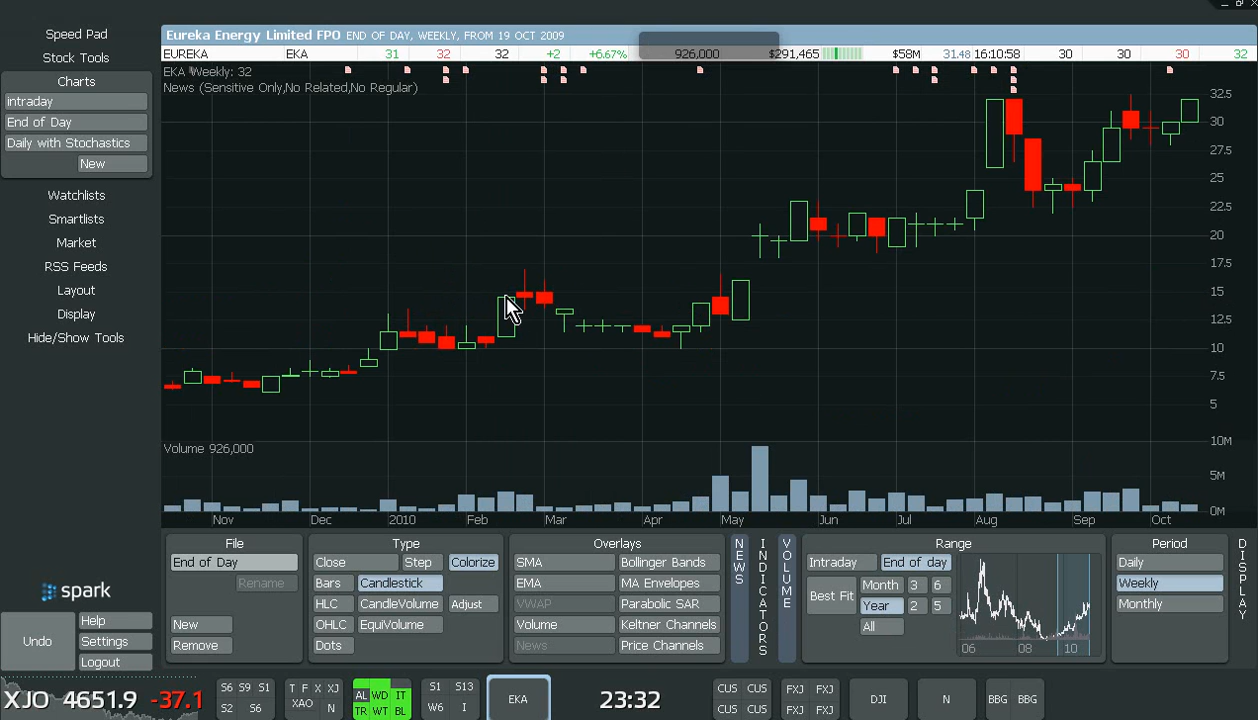 Speed Pad
Stock Tools
Charts
intraday
End of Day
Daily with Stochastics
New
Watchlists
Smartlists
Market
RSS Feeds
Layout
Display
Hide/Show Tools
Eureka Energy Limited FPO END OF DAY, WEEKLY, FROM 19 OCT 2009
EUREKA EKA 31 32 32 +2 +6.67% 926,000 $291,465 $58M 31.48 16:10:58 30 30 30 32
EKA Weekly: 32
News (Sensitive Only,No Related,No Regular)
32.5
30
27.5
25
22.5
20
17.5
15
12.5
10
7.5
5
Volume 926,000
10M
5M
0M
Nov Dec 2010 Feb Mar Apr May Jun Jul Aug Sep Oct
File
End of Day
Rename
New
Remove
Type
Close Step Colorize
Bars Candlestick
HLC CandleVolume Adjust
OHLC EquiVolume
Dots
Overlays
SMA Bollinger Bands
EMA MA Envelopes
VWAP Parabolic SAR
Volume Keltner Channels
News Price Channels
NEWS
INDICATORS
VOLUME
Range
Intraday End of day
Best Fit
Month 3 6
Year 2 5
All
06 08 10
Period
Daily
Weekly
Monthly
DISPLAY
spark
Undo
Help
Settings
Logout
XJO 4651.9 -37.1
S6 S9 S1
S2 S6
T F X XJ
XAO N
AL WD IT
TR WT BL
S1 S13
W6 I
EKA
23:32
CUS CUS
CUS CUS
FXJ FXJ
FXJ FXJ
DJI
N
BBG BBG